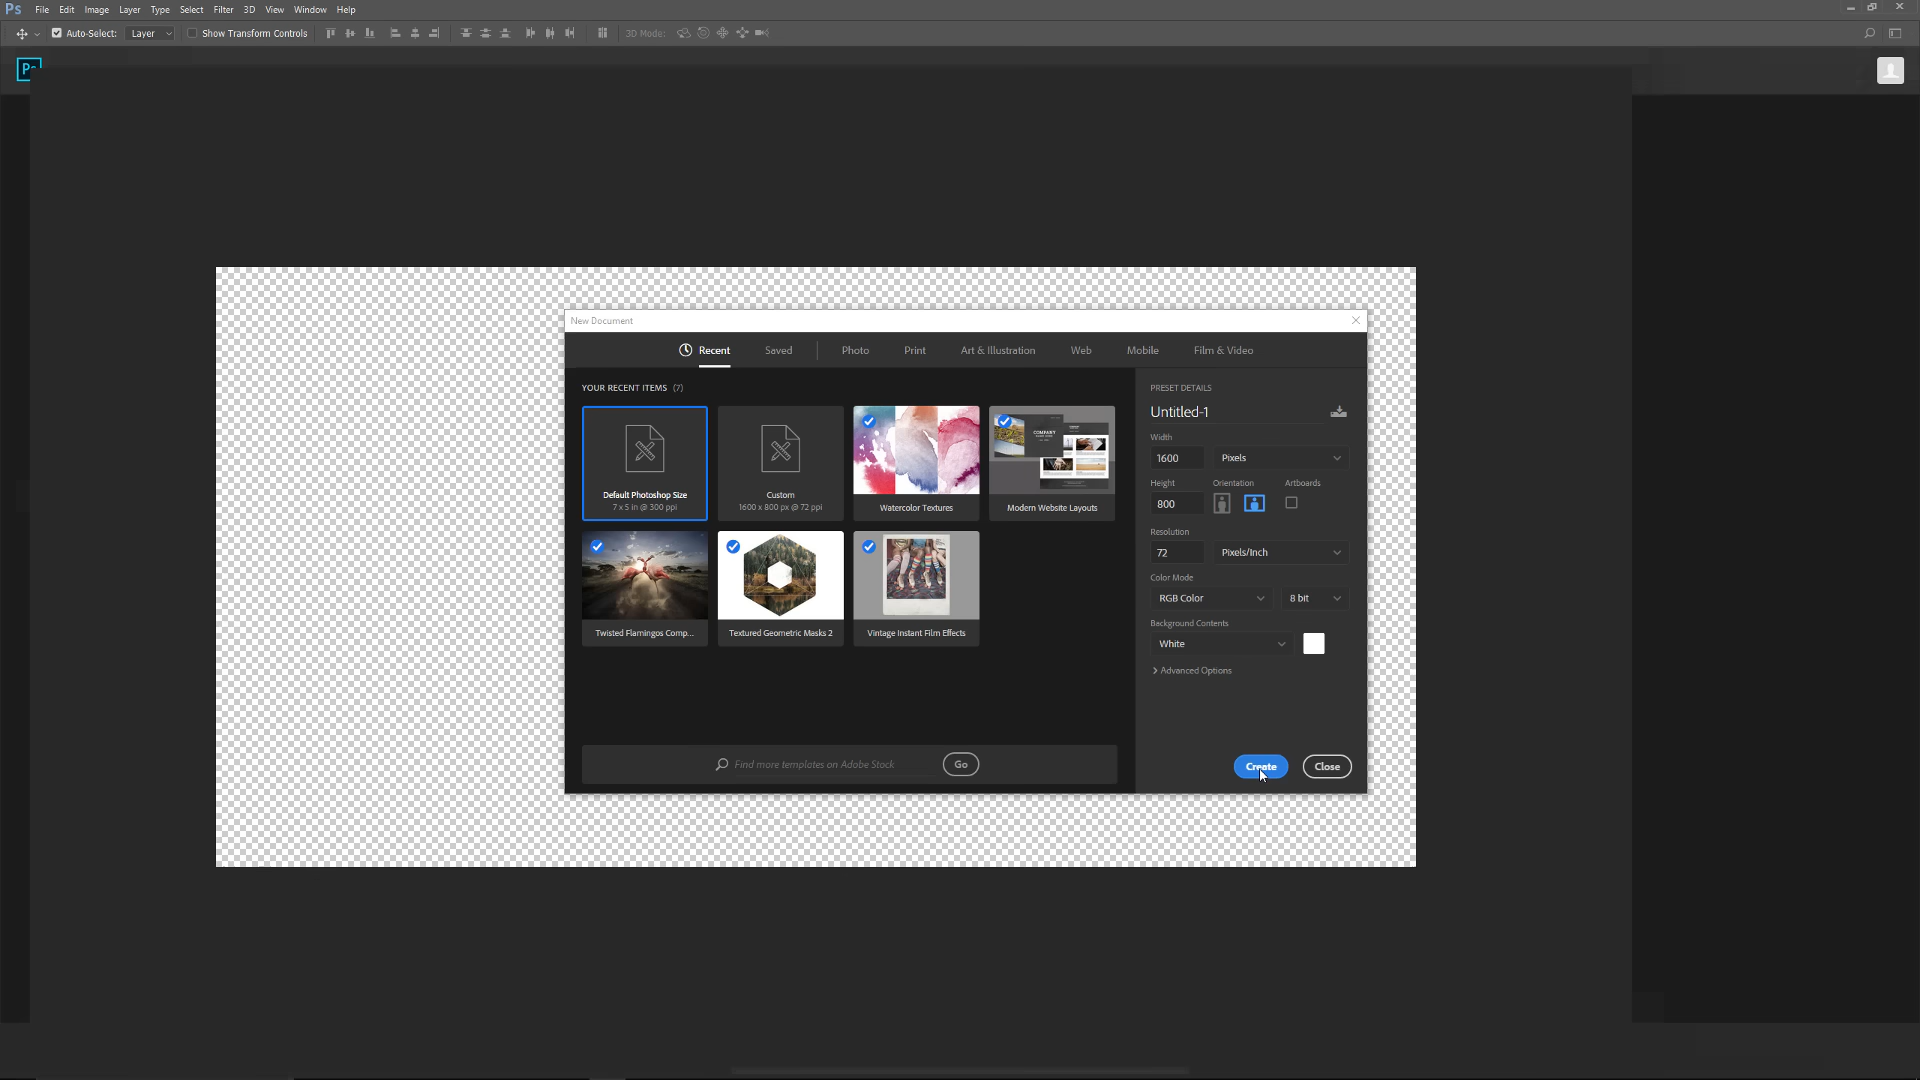 Ps File Edit Image Layer Type Select Filter 3D View Window Help
Auto-Select: Layer Show Transform Controls 3D Mode:
Ps
New Document
Recent Saved Photo Print Art & Illustration Web Mobile Film & Video
YOUR RECENT ITEMS (7)
Default Photoshop Size
7 x 5 in @ 300 ppi
Custom
1600 x 800 px @ 72 ppi
Watercolor Textures
COMPANY
Modern Website Layouts
Twisted Flamingos Comp...
Textured Geometric Masks 2
Vintage Instant Film Effects
Find more templates on Adobe Stock Go
PRESET DETAILS
Untitled-1
Width
1600 Pixels
Height Orientation Artboards
800
Resolution
72 Pixels/Inch
Color Mode
RGB Color 8 bit
Background Contents
White
Advanced Options
Create Close